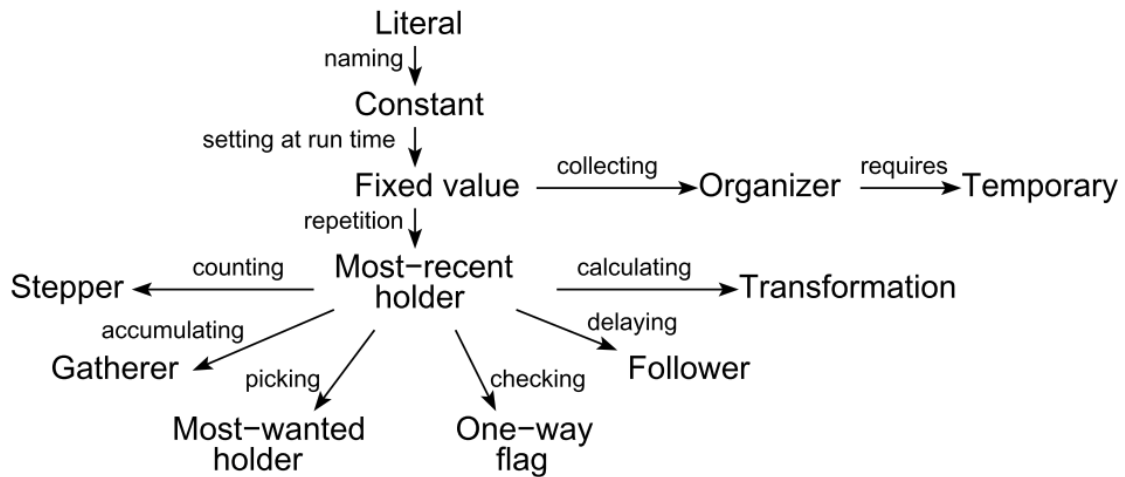 Literal
naming
Constant
setting at run time
Fixed value
collecting
Organizer
requires
Temporary
repetition
Most-recent
holder
counting
Stepper
calculating
Transformation
accumulating
Gatherer
delaying
Follower
picking
Most-wanted
holder
checking
One-way
flag